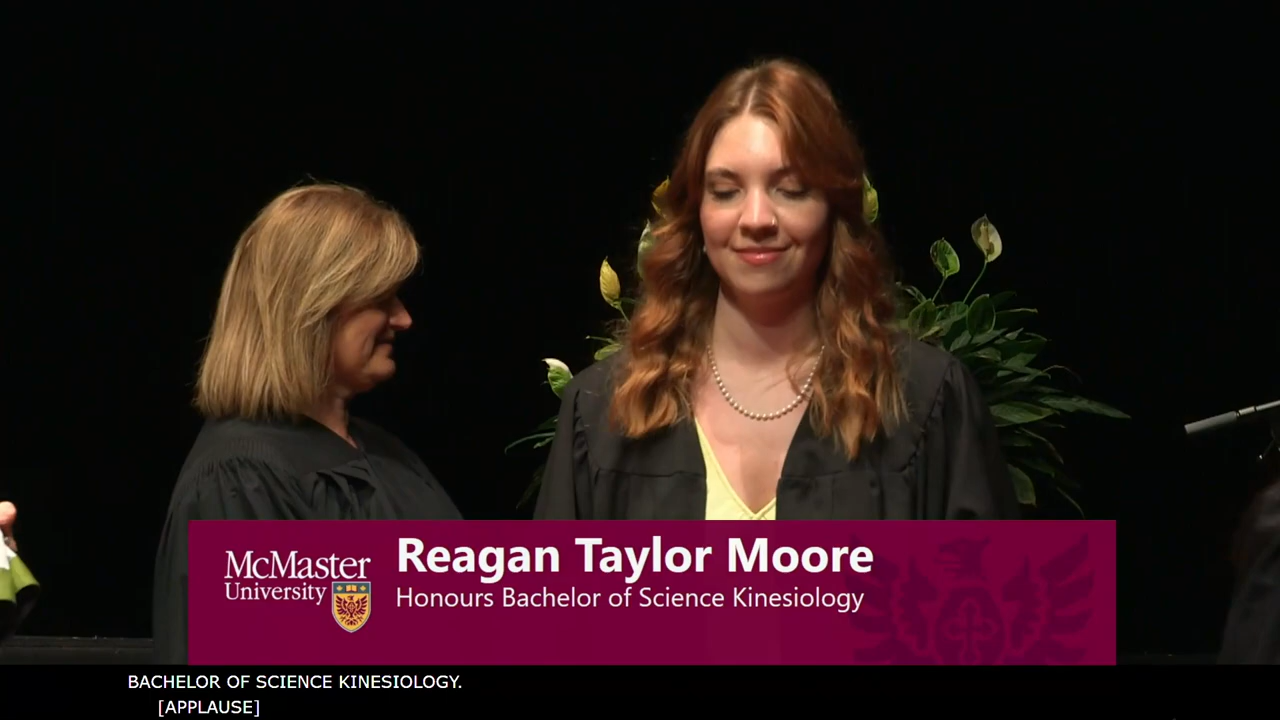 McMaster
University
Reagan Taylor Moore
Honours Bachelor of Science Kinesiology
BACHELOR OF SCIENCE KINESIOLOGY.
[APPLAUSE]